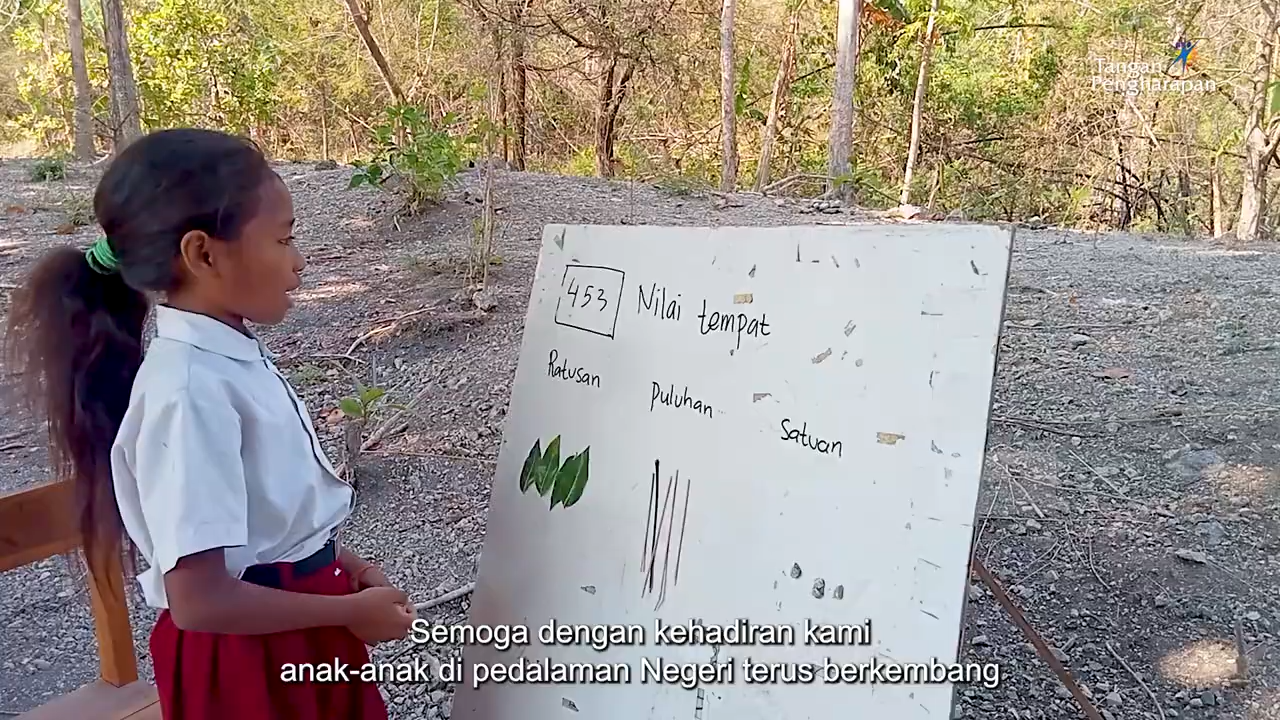 Tangan
Pengharapan
453 Nilai tempat
Ratusan
Puluhan
Satuan
Semoga dengan kehadiran kami
anak-anak di pedalaman Negeri terus berkembang